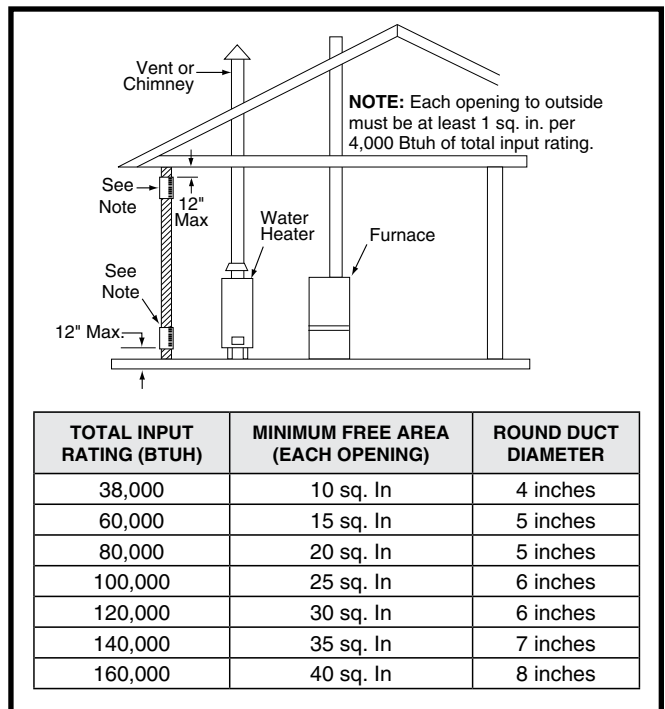 Vent or
Chimney
NOTE: Each opening to outside
must be at least 1 sq. in. per
4,000 Btuh of total input rating.
See
Note
12"
Max
Water
Heater
Furnace
See
Note
12" Max.
TOTAL INPUT RATING (BTUH) MINIMUM FREE AREA (EACH OPENING) ROUND DUCT DIAMETER
38,000 10 sq. In 4 inches
60,000 15 sq. In 5 inches
80,000 20 sq. In 5 inches
100,000 25 sq. In 6 inches
120,000 30 sq. In 6 inches
140,000 35 sq. In 7 inches
160,000 40 sq. In 8 inches